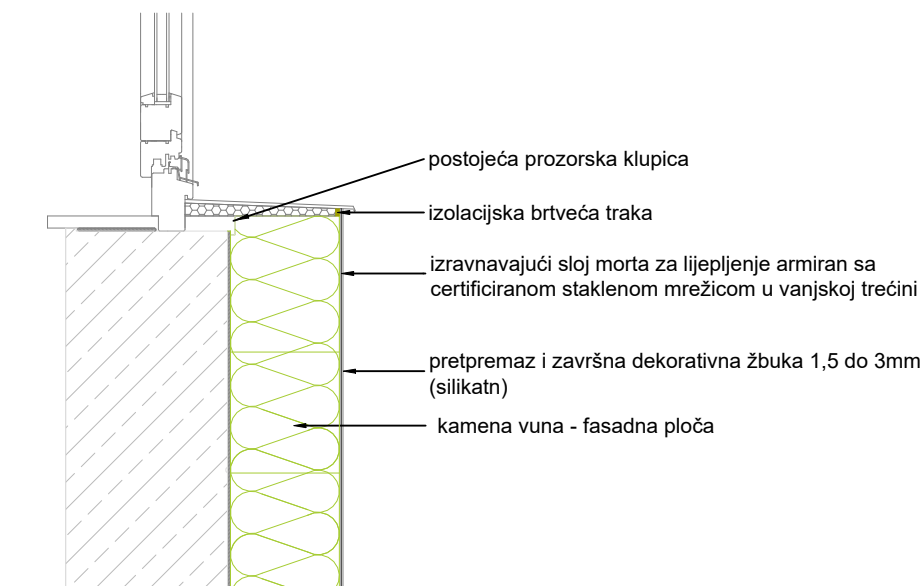 postojeća prozorska klupica
izolacijska brtveća traka
izravnavajući sloj morta za lijepljenje armiran sa
certificiranom staklenom mrežicom u vanjskoj trećini
pretpremaz i završna dekorativna žbuka 1,5 do 3mm
(silikatn)
kamena vuna - fasadna ploča